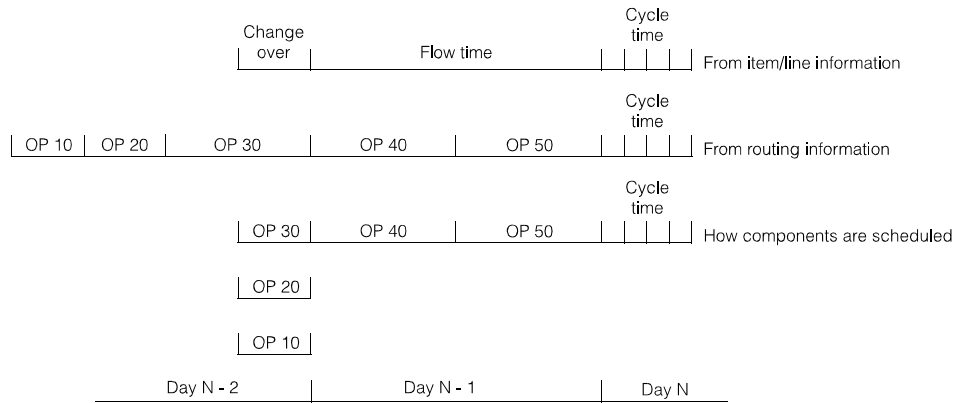 Change
over
Flow time
Cycle
time
From item/line information
OP 10 OP 20 OP 30 OP 40 OP 50
Cycle
time
From routing information
OP 30 OP 40 OP 50
Cycle
time
How components are scheduled
OP 20
OP 10
Day N - 2 Day N - 1 Day N